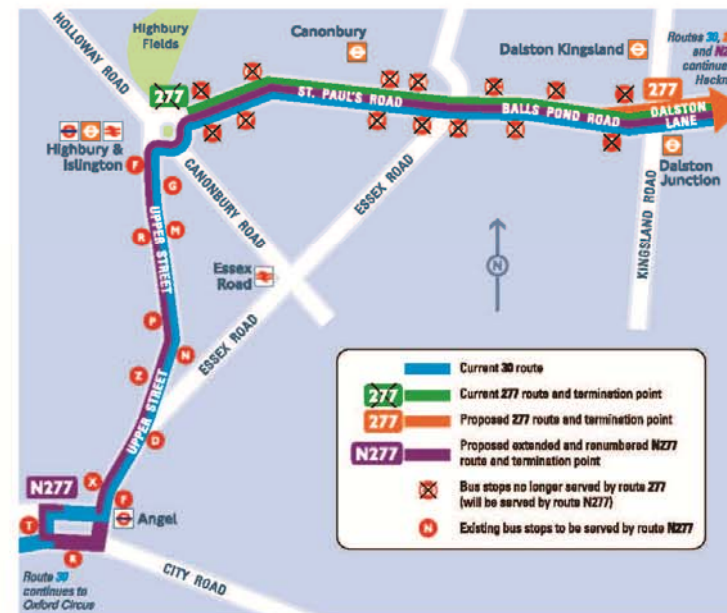 HOLLOWAY ROAD
Highbury
Fields
Canonbury
Dalston Kingsland
Routes 30,
and N2
continue
Hackn
277
277
ST. PAUL'S ROAD
BALLS POND ROAD
DALSTON
LANE
Highbury &
Islington
Dalston
Junction
CANONBURY ROAD
ESSEX ROAD
KINGSLAND ROAD
F
G
R
N
UPPER STREET
Essex
Road
N
P
N
Z
ESSEX ROAD
UPPER STREET
D
X
F
N277
Angel
T
K
CITY ROAD
Route 30
continues to
Oxford Circus
Current 30 route
277 Current 277 route and termination point
277 Proposed 277 route and termination point
N277 Proposed extended and renumbered N277
route and termination point
Bus stops no longer served by route 277
(will be served by route N277)
N Existing bus stops to be served by route N277